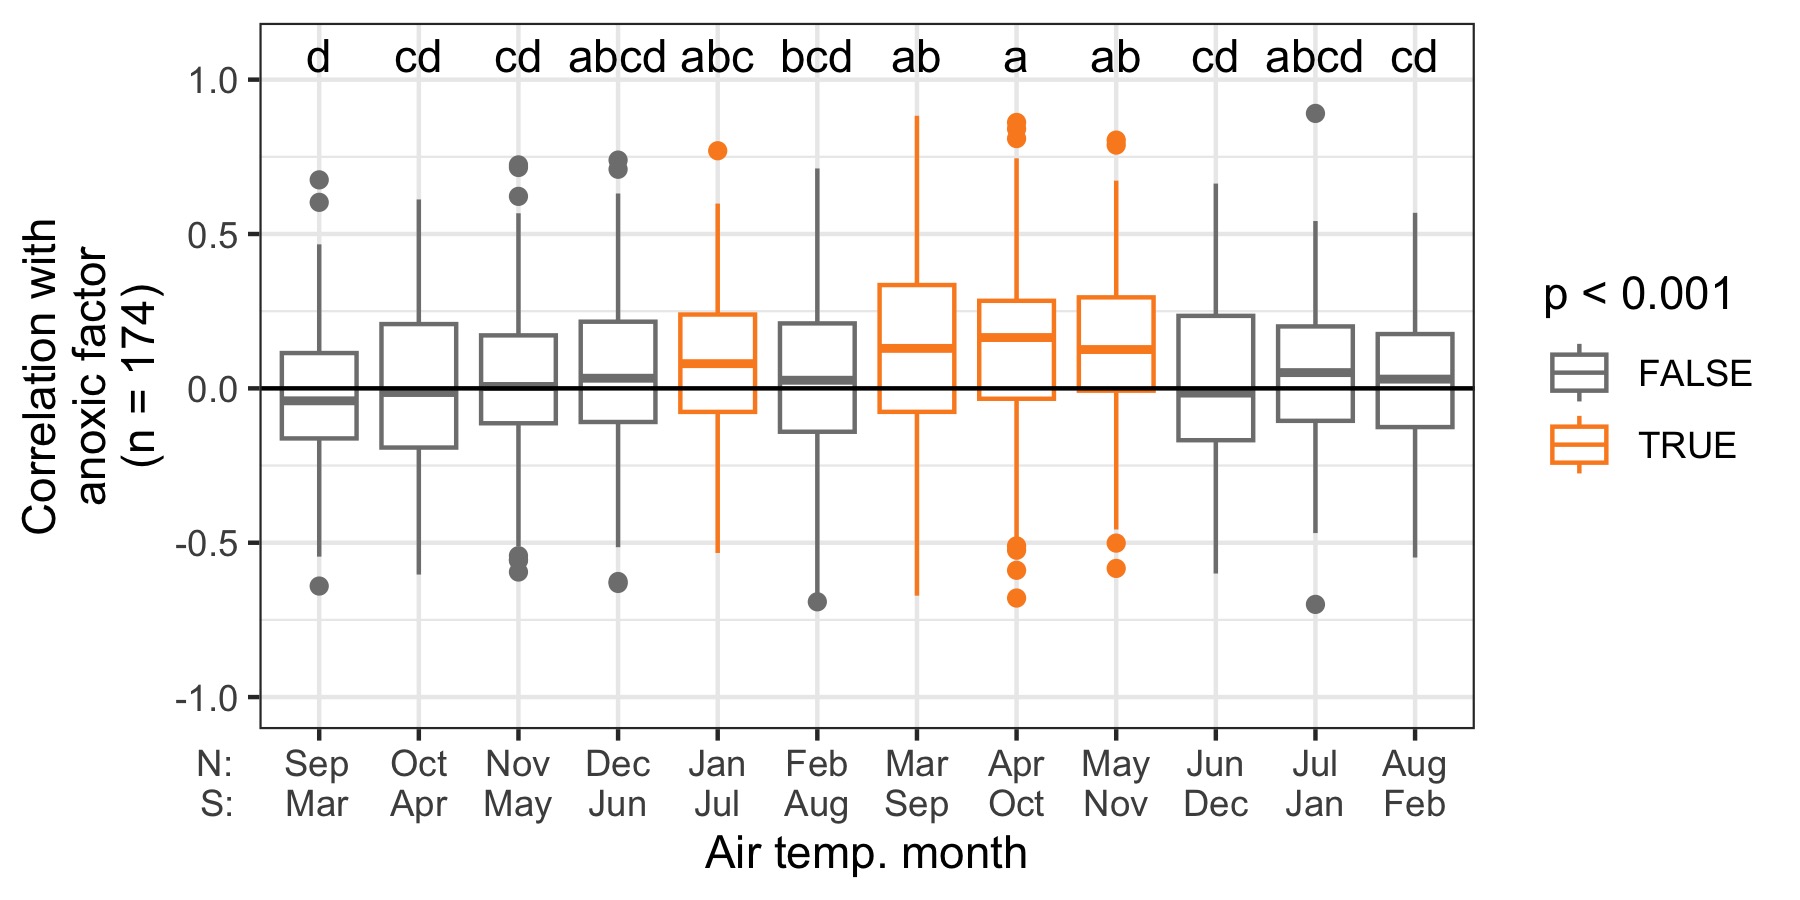 d cd cd abcd abc bcd ab a ab cd abcd cd
1.0
0.5
0.0
-0.5
-1.0
Correlation with
anoxic factor
(n = 174)
N: Sep Oct Nov Dec Jan Feb Mar Apr May Jun Jul Aug
S: Mar Apr May Jun Jul Aug Sep Oct Nov Dec Jan Feb
Air temp. month
p < 0.001
FALSE
TRUE